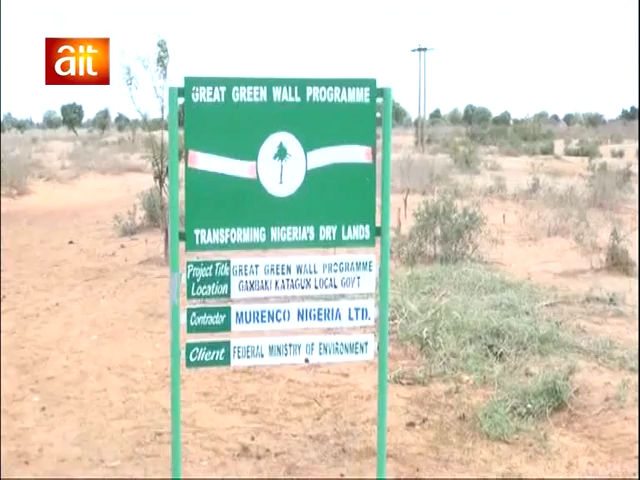 ait
GREAT GREEN WALL PROGRAMME
TRANSFORMING NIGERIA'S DRY LANDS
Project Title GREAT GREEN WALL PROGRAMME
Location GAMBAKI KATAGUN LOCAL GOVT
Contractor MURENCO NIGERIA LTD.
Client FEDERAL MINISTRY OF ENVIRONMENT